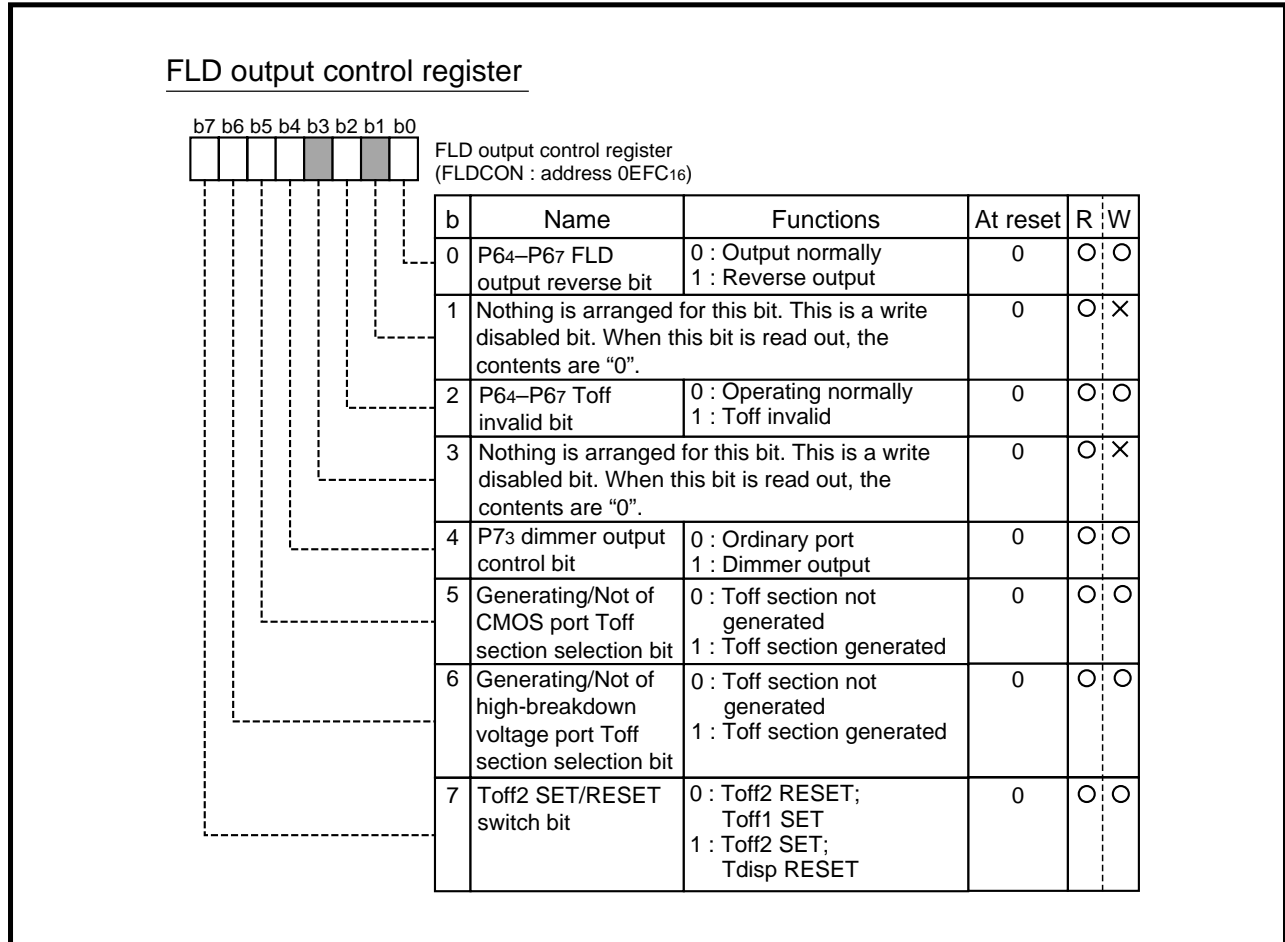 FLD output control register
b7 b6 b5 b4 b3 b2 b1 b0
FLD output control register
(FLDCON : address 0EFC16)
b Name Functions At reset R W
0 P64–P67 FLD output reverse bit 0 : Output normally 1 : Reverse output 0 O O
1 Nothing is arranged for this bit. This is a write disabled bit. When this bit is read out, the contents are “0”. 0 O ×
2 P64–P67 Toff invalid bit 0 : Operating normally 1 : Toff invalid 0 O O
3 Nothing is arranged for this bit. This is a write disabled bit. When this bit is read out, the contents are “0”. 0 O ×
4 P73 dimmer output control bit 0 : Ordinary port 1 : Dimmer output 0 O O
5 Generating/Not of CMOS port Toff section selection bit 0 : Toff section not generated 1 : Toff section generated 0 O O
6 Generating/Not of high-breakdown voltage port Toff section selection bit 0 : Toff section not generated 1 : Toff section generated 0 O O
7 Toff2 SET/RESET switch bit 0 : Toff2 RESET; Toff1 SET 1 : Toff2 SET; Tdisp RESET 0 O O